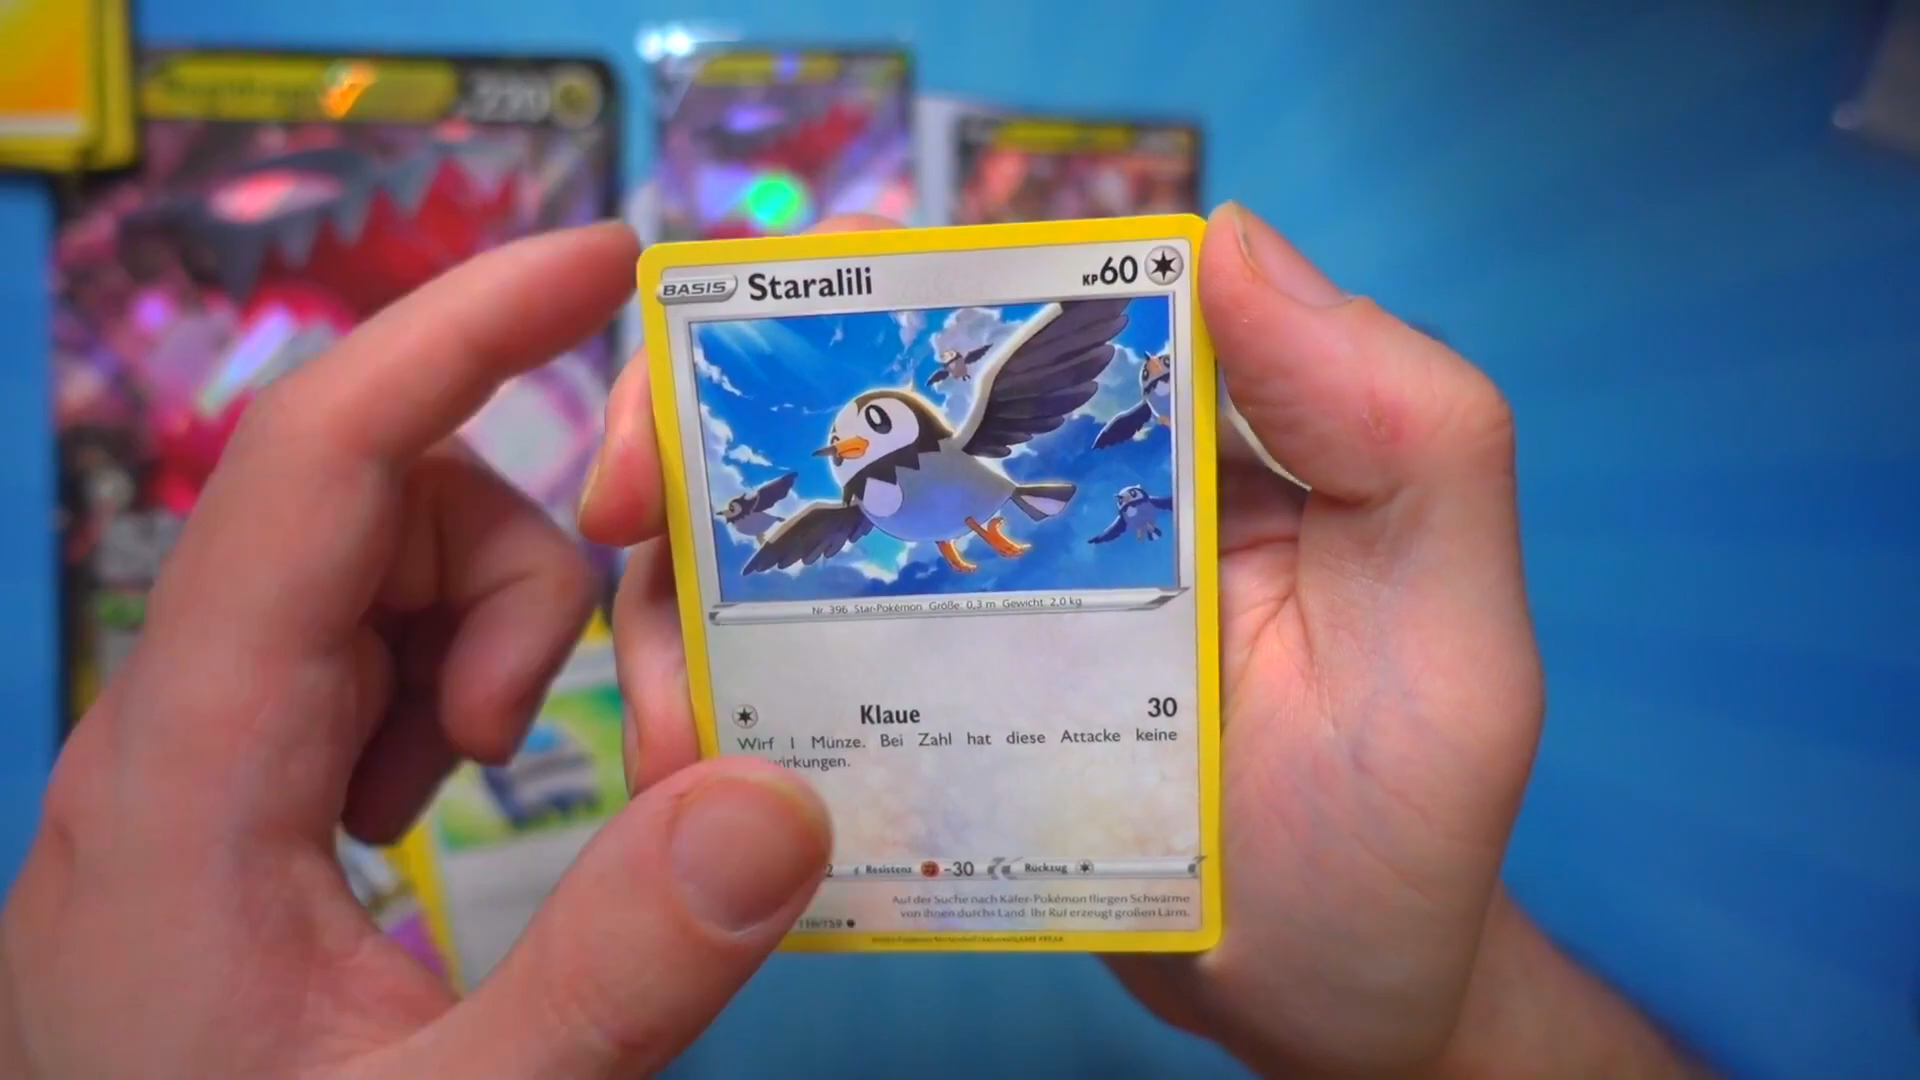 220
BASIS Staralili KP60
Nr. 396 Star-Pokémon Größe: 0,3 m Gewicht: 2.0 kg
Klaue 30
Wirf 1 Münze. Bei Zahl hat diese Attacke keine
wirkungen.
2 Resistenz -30 Rückzug
Auf der Suche nach Käfer-Pokémon fliegen Schwärme
von ihnen durchs Land. Ihr Ruf erzeugt großen Lärm.